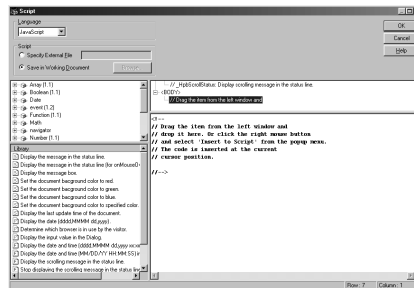 Script
Language
JavaScript
OK
Cancel
Help
Script
Specify External File
Save in Working Document
Browse...
Array (1.1)
Boolean (1.1)
Date
event (1.2)
Function (1.1)
Math
navigator
Number (1.1)
//_HpbScrollStatus: Display scrolling message in the status line.
<BODY>
// Drag the item from the left window and
<!--
// Drag the item from the left window and
// drop it here. Or click the right mouse button
// and select 'Insert to Script' from the popup menu.
// The code is inserted at the current
// cursor position.
//-->
Library
Display the message in the status line.
Display the message in the status line (for onMouseO
Display the message box.
Set the document bacground color to red.
Set the document bacground color to green.
Set the document bacground color to blue.
Set the document bacground color to specified color.
Display the last update time of the document.
Display the date (dddd,MMMM dd,yyyy).
Determine which browser is in use by the visitor.
Display the input value in the Dialog.
Display the date and time (dddd,MMMM dd,yyyy
Display the date and time (MM/DD/YY HH:MM:SS) in
Display the scrolling message in the status line.
Stop displaying the scrolling message in the status line
Row: 7
Column: 1